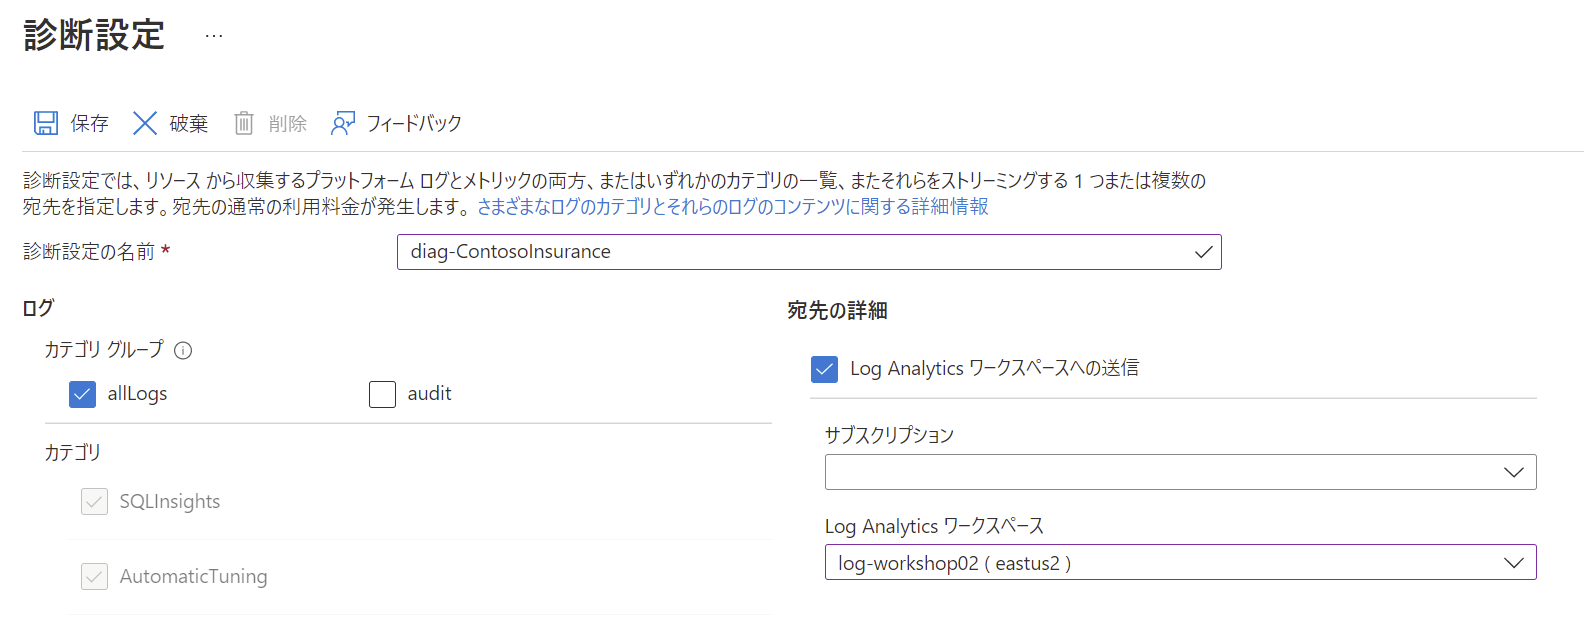 診断設定 …
保存 破棄 削除 フィードバック
診断設定では、リソース から収集するプラットフォーム ログとメトリックの両方、またはいずれかのカテゴリの一覧、またそれらをストリーミングする 1 つまたは複数の
宛先を指定します。宛先の通常の利用料金が発生します。 さまざまなログのカテゴリとそれらのログのコンテンツに関する詳細情報
診断設定の名前 *
diag-ContosoInsurance
ログ
カテゴリ グループ
allLogs
audit
カテゴリ
SQLInsights
AutomaticTuning
宛先の詳細
Log Analytics ワークスペースへの送信
サブスクリプション
Log Analytics ワークスペース
log-workshop02 ( eastus2 )